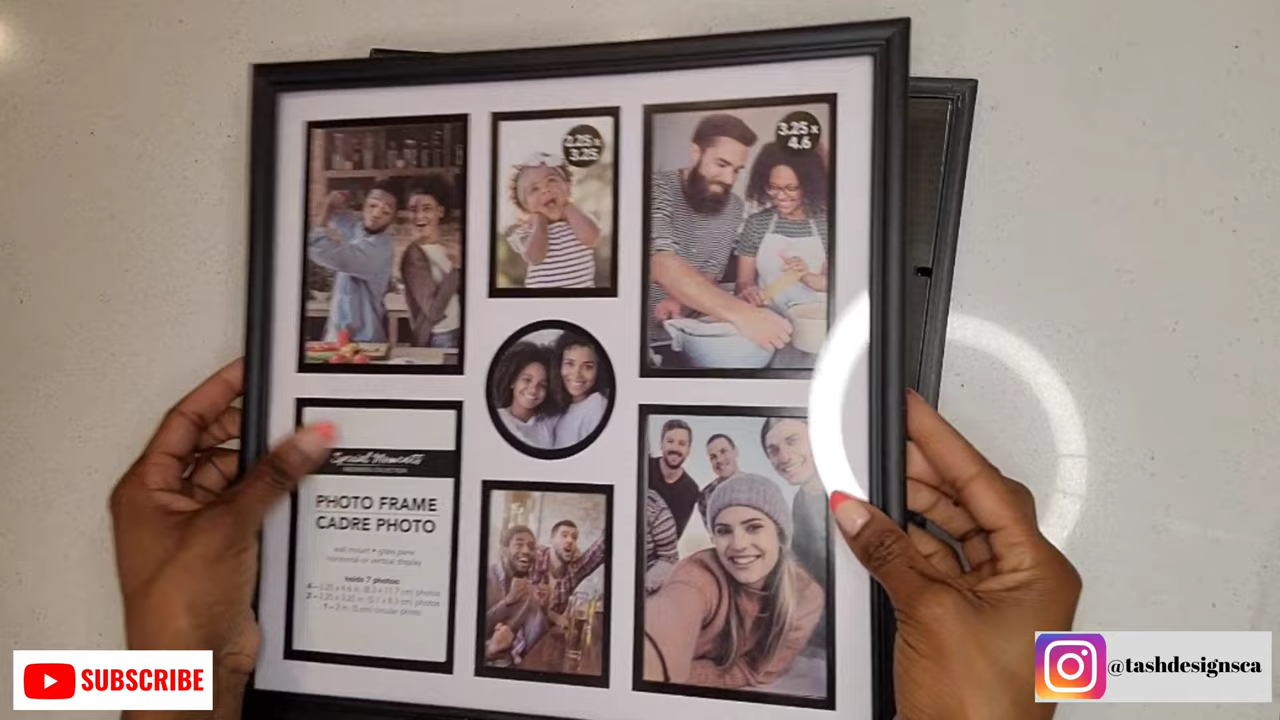 2.25 x
3.25
3.25 x
4.6
Special Moments
PHOTO FRAME
CADRE PHOTO
wall mount • glass pane
horizontal or vertical display
holds 7 photos:
SUBSCRIBE
@tashdesignsca